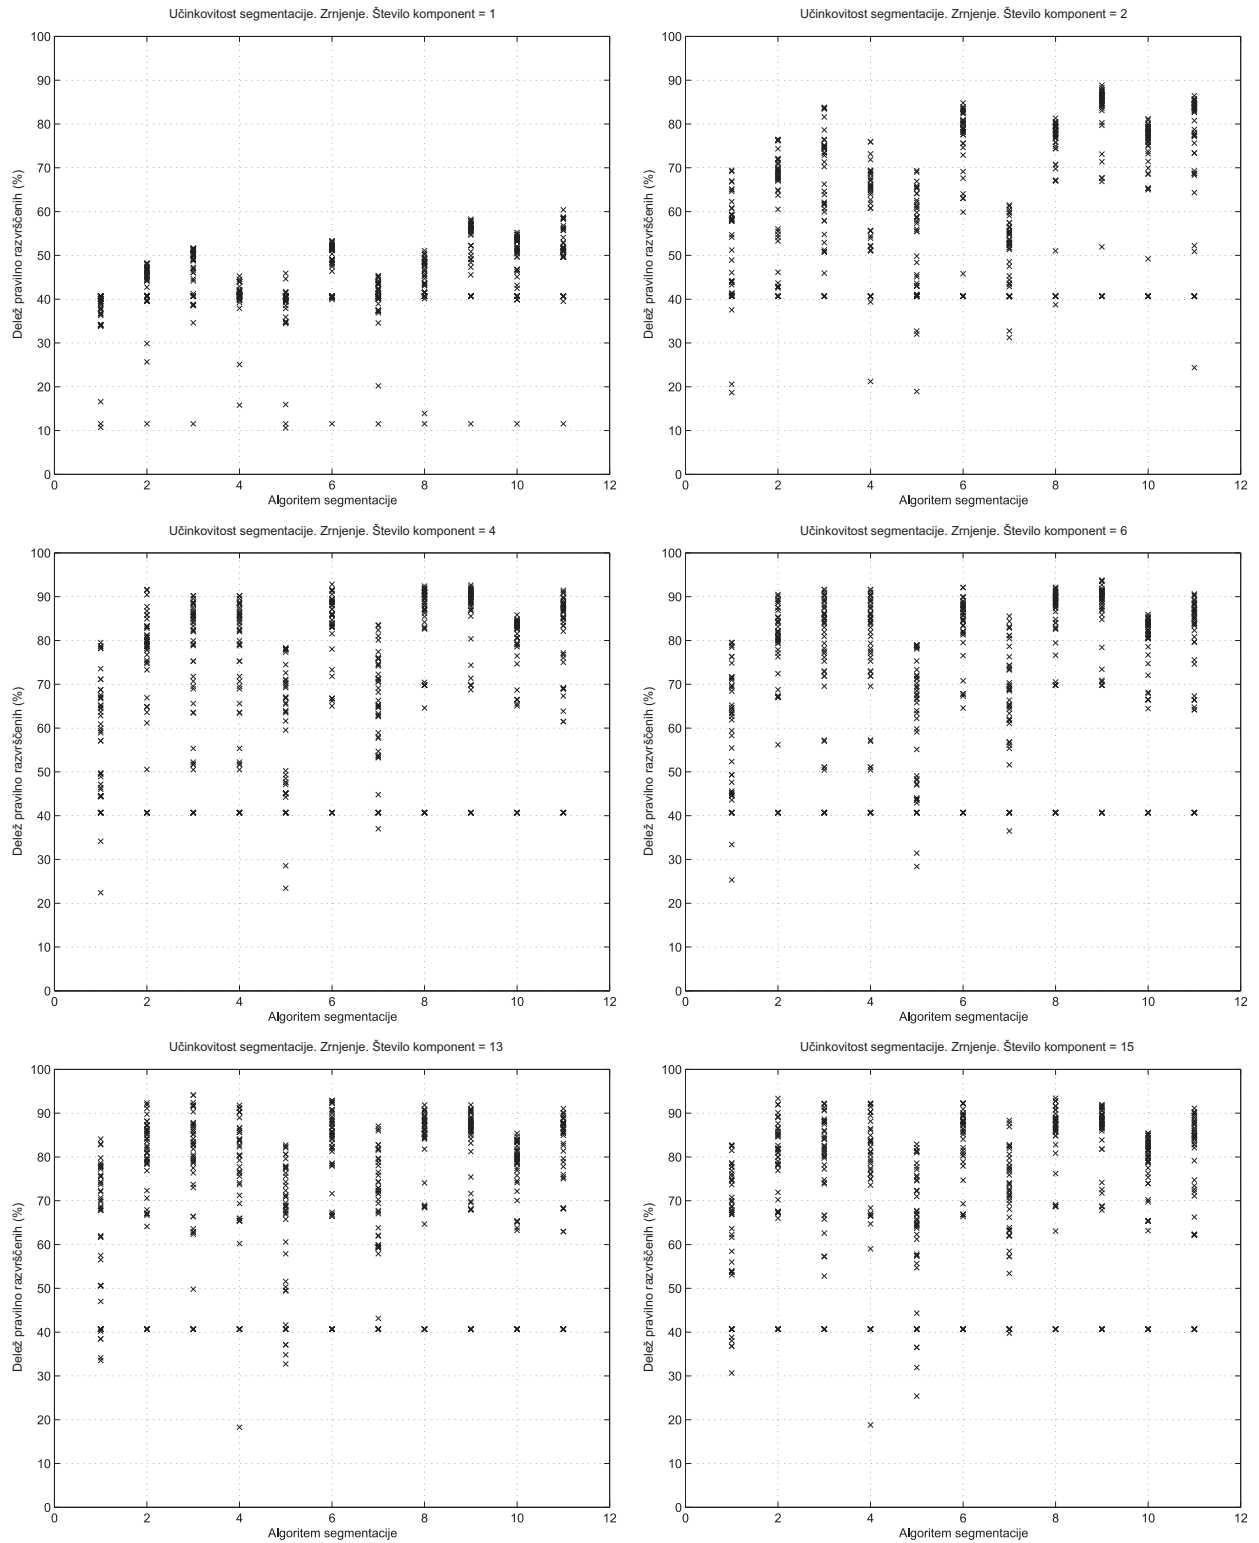 Učinkovitost segmentacije. Zrnjenje. Število komponent = 1
100
90
80
70
60
50
40
30
20
10
0
Delež pravilno razvrščenih (%)
0 2 4 6 8 10 12
Algoritem segmentacije
Učinkovitost segmentacije. Zrnjenje. Število komponent = 2
100
90
80
70
60
50
40
30
20
10
0
Delež pravilno razvrščenih (%)
0 2 4 6 8 10 12
Algoritem segmentacije
Učinkovitost segmentacije. Zrnjenje. Število komponent = 4
100
90
80
70
60
50
40
30
20
10
0
Delež pravilno razvrščenih (%)
0 2 4 6 8 10 12
Algoritem segmentacije
Učinkovitost segmentacije. Zrnjenje. Število komponent = 6
100
90
80
70
60
50
40
30
20
10
0
Delež pravilno razvrščenih (%)
0 2 4 6 8 10 12
Algoritem segmentacije
Učinkovitost segmentacije. Zrnjenje. Število komponent = 13
100
90
80
70
60
50
40
30
20
10
0
Delež pravilno razvrščenih (%)
0 2 4 6 8 10 12
Algoritem segmentacije
Učinkovitost segmentacije. Zrnjenje. Število komponent = 15
100
90
80
70
60
50
40
30
20
10
0
Delež pravilno razvrščenih (%)
0 2 4 6 8 10 12
Algoritem segmentacije